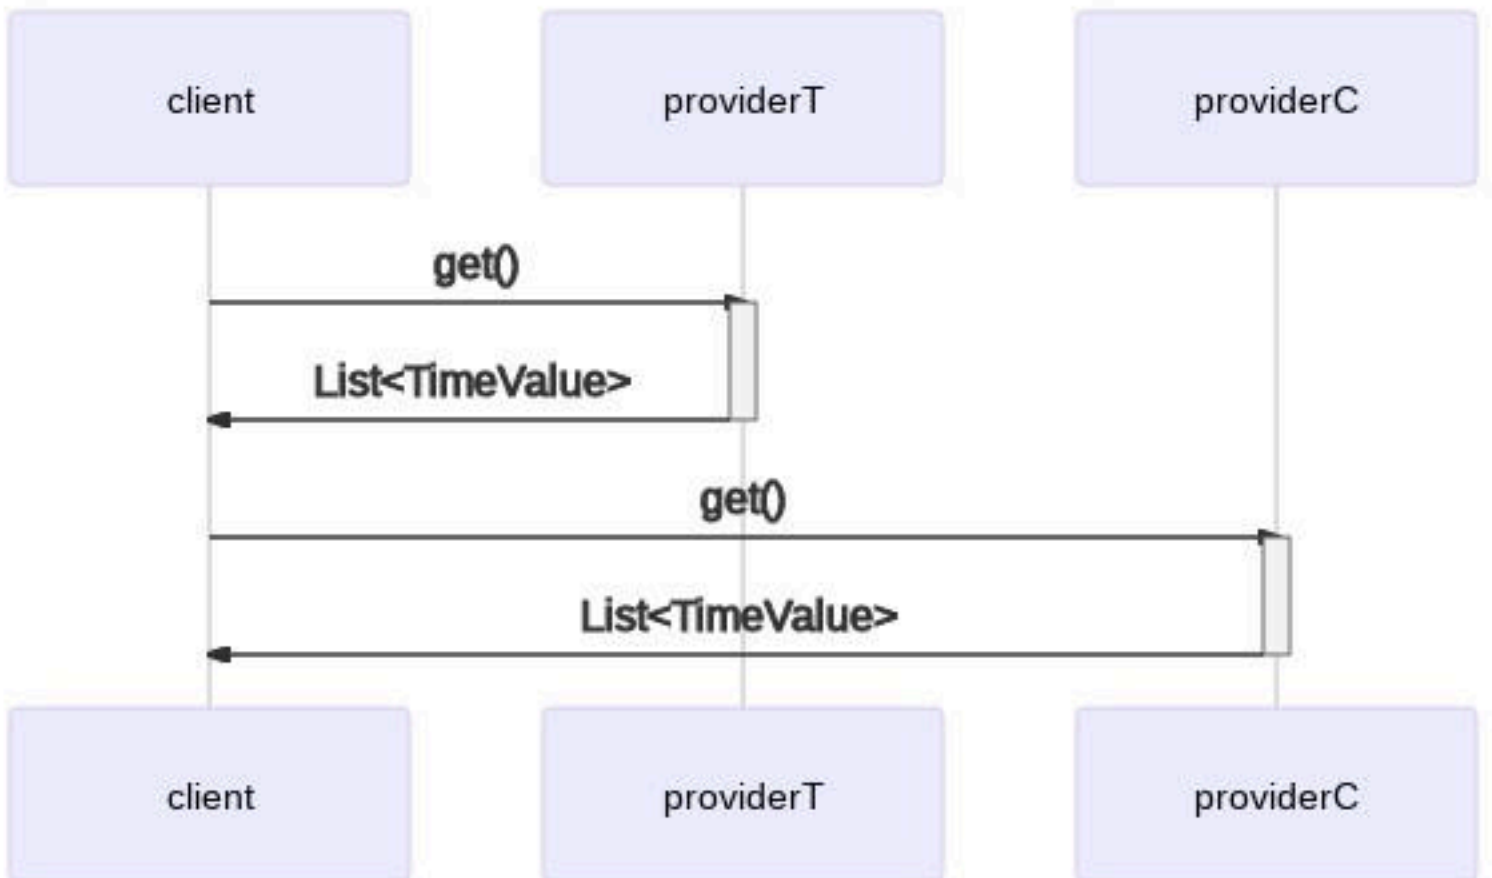 client
providerT
providerC
get()
List<TimeValue>
get()
List<TimeValue>
client
providerT
providerC